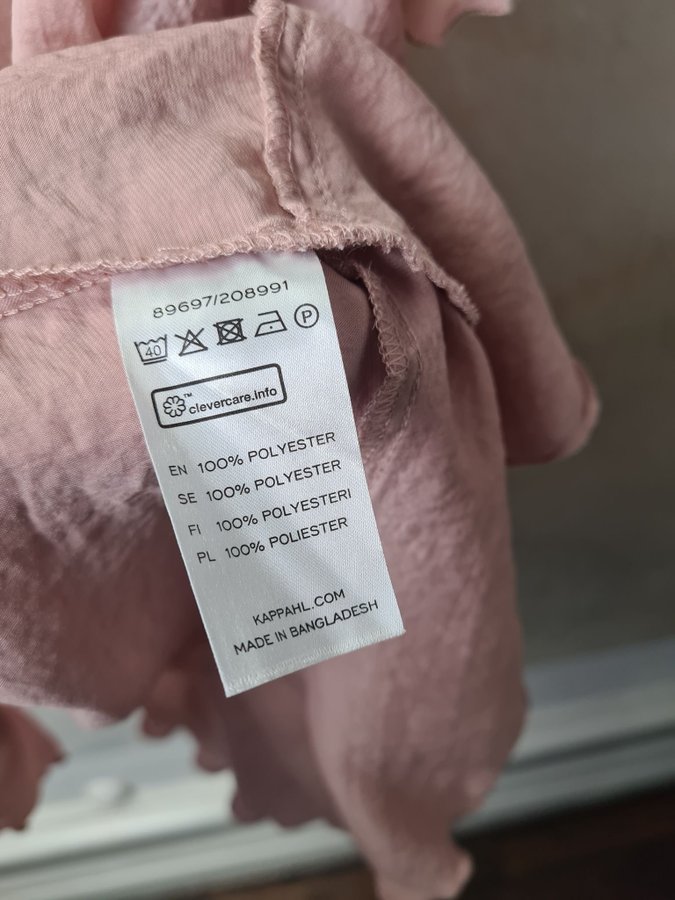 89697/208991
40 P
clevercare.info™
EN 100% POLYESTER
SE 100% POLYESTER
FI 100% POLYESTERI
PL 100% POLIESTER
KAPPAHL.COM
MADE IN BANGLADESH